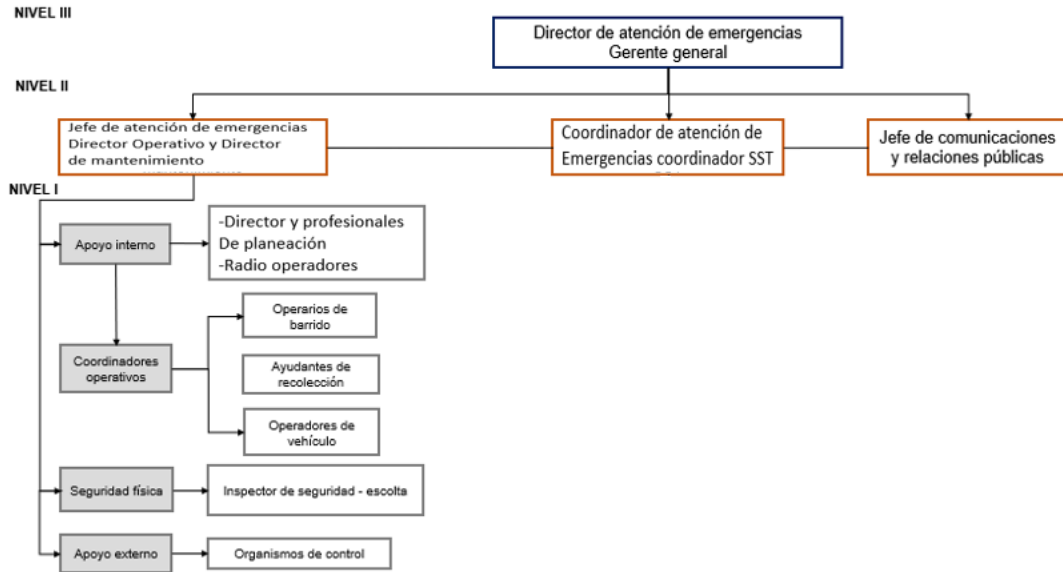 NIVEL III
Director de atención de emergencias
Gerente general
NIVEL II
Jefe de atención de emergencias
Director Operativo y Director
de mantenimiento
Coordinador de atención de
Emergencias coordinador SST
Jefe de comunicaciones
y relaciones públicas
NIVEL I
Apoyo interno
-Director y profesionales
De planeación
-Radio operadores
Coordinadores
operativos
Operarios de
barrido
Ayudantes de
recolección
Operadores de
vehículo
Seguridad física
Inspector de seguridad - escolta
Apoyo externo
Organismos de control